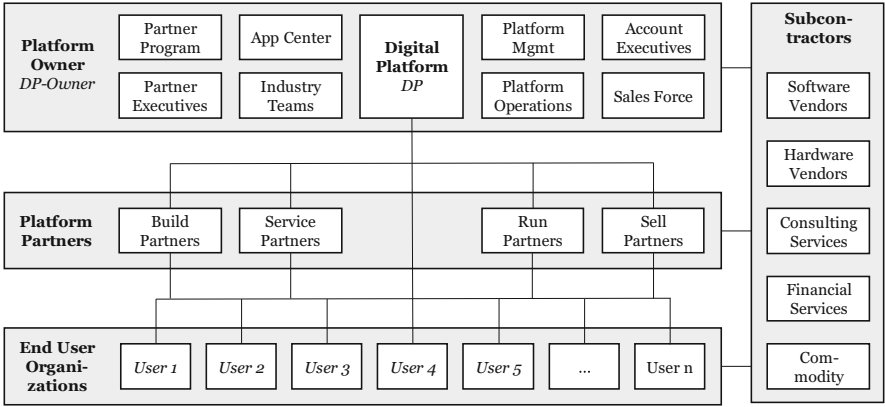 Platform
Owner
DP-Owner
Partner
Program
App Center
Digital
Platform
DP
Platform
Mgmt
Account
Executives
Partner
Executives
Industry
Teams
Platform
Operations
Sales Force
Platform
Partners
Build
Partners
Service
Partners
Run
Partners
Sell
Partners
End User
Organi-
zations
User 1
User 2
User 3
User 4
User 5
...
User n
Subcon-
tractors
Software
Vendors
Hardware
Vendors
Consulting
Services
Financial
Services
Com-
modity